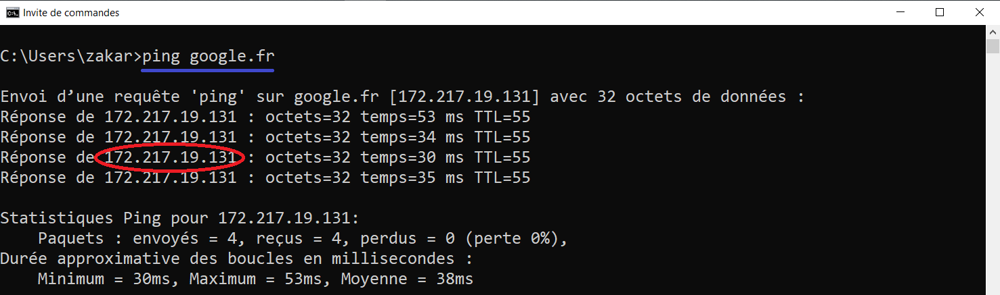 Invite de commandes
C:\Users\zakar>ping google.fr
Envoi d’une requête 'ping' sur google.fr [172.217.19.131] avec 32 octets de données :
Réponse de 172.217.19.131 : octets=32 temps=53 ms TTL=55
Réponse de 172.217.19.131 : octets=32 temps=34 ms TTL=55
Réponse de 172.217.19.131 : octets=32 temps=30 ms TTL=55
Réponse de 172.217.19.131 : octets=32 temps=35 ms TTL=55
Statistiques Ping pour 172.217.19.131:
    Paquets : envoyés = 4, reçus = 4, perdus = 0 (perte 0%),
Durée approximative des boucles en millisecondes :
    Minimum = 30ms, Maximum = 53ms, Moyenne = 38ms